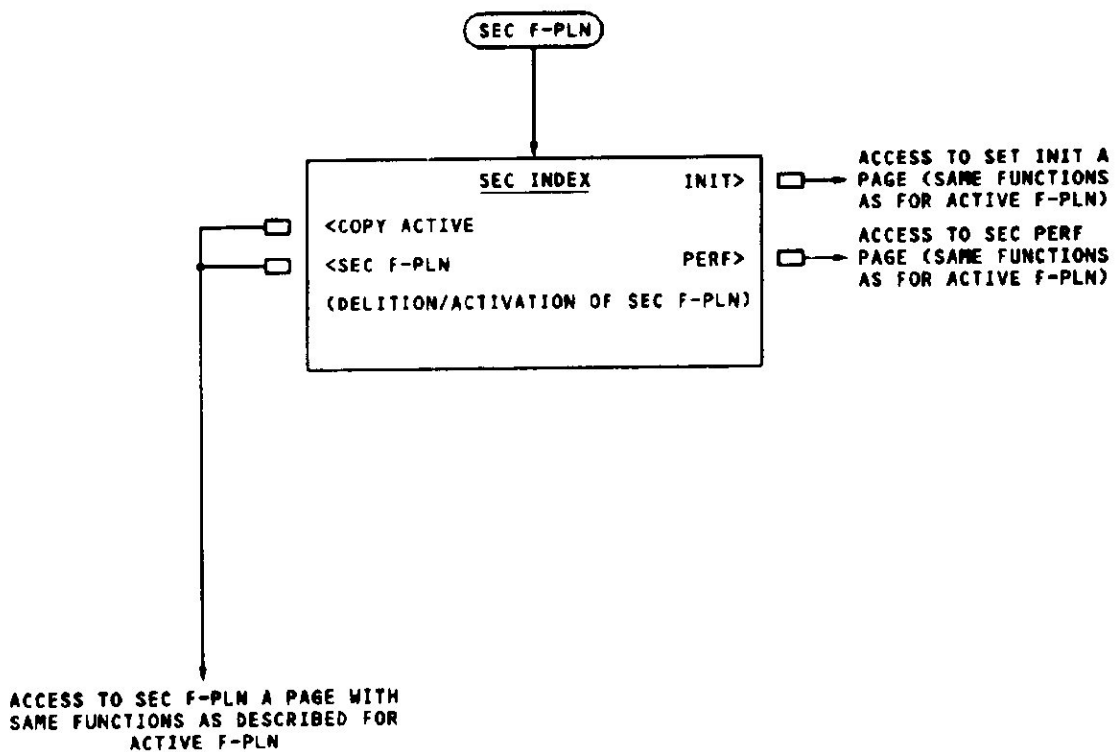 SEC F-PLN
SEC INDEX INIT>
<COPY ACTIVE
<SEC F-PLN PERF>
(DELITION/ACTIVATION OF SEC F-PLN)
ACCESS TO SET INIT A
PAGE (SAME FUNCTIONS
AS FOR ACTIVE F-PLN)
ACCESS TO SEC PERF
PAGE (SAME FUNCTIONS
AS FOR ACTIVE F-PLN)
ACCESS TO SEC F-PLN A PAGE WITH
SAME FUNCTIONS AS DESCRIBED FOR
ACTIVE F-PLN